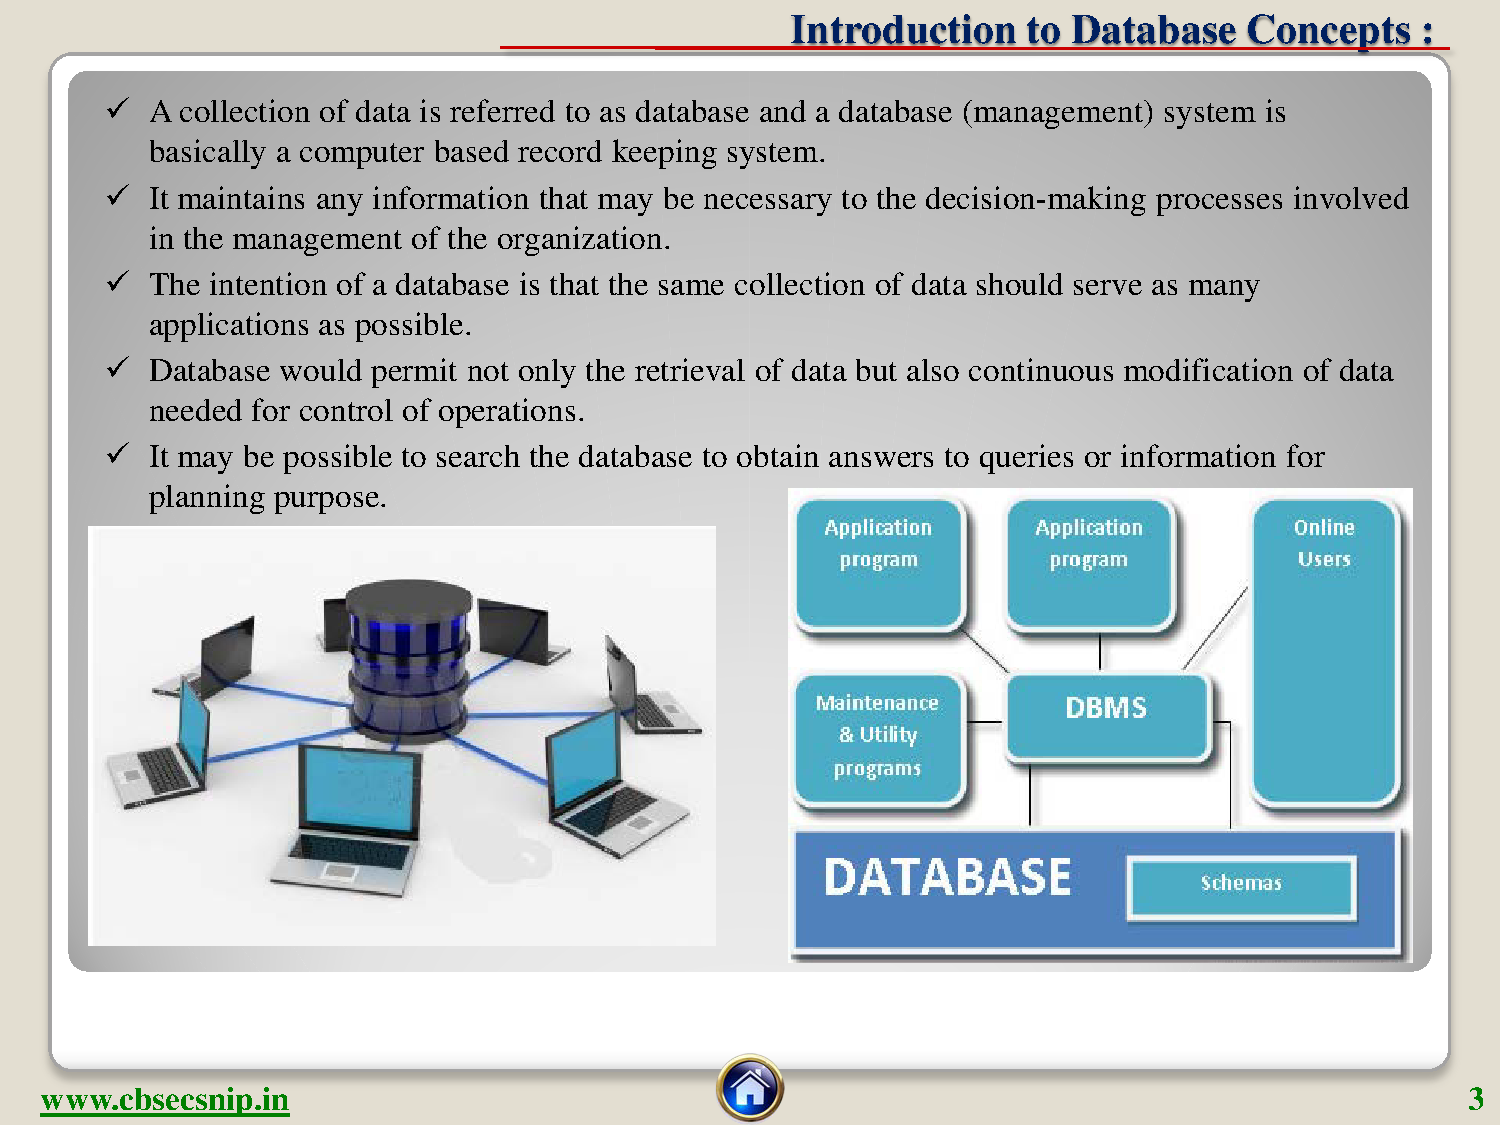 Introduction to Database Concepts :
✓ A collection of data is referred to as database and a database (management) system is
basically a computer based record keeping system.
✓ It maintains any information that may be necessary to the decision-making processes involved
in the management of the organization.
✓ The intention of a database is that the same collection of data should serve as many
applications as possible.
✓ Database would permit not only the retrieval of data but also continuous modification of data
needed for control of operations.
✓ It may be possible to search the database to obtain answers to queries or information for
planning purpose.
Application
program
Application
program
Online
Users
Maintenance
& Utility
programs
DBMS
DATABASE
Schemas
www.cbsecsnip.in
3